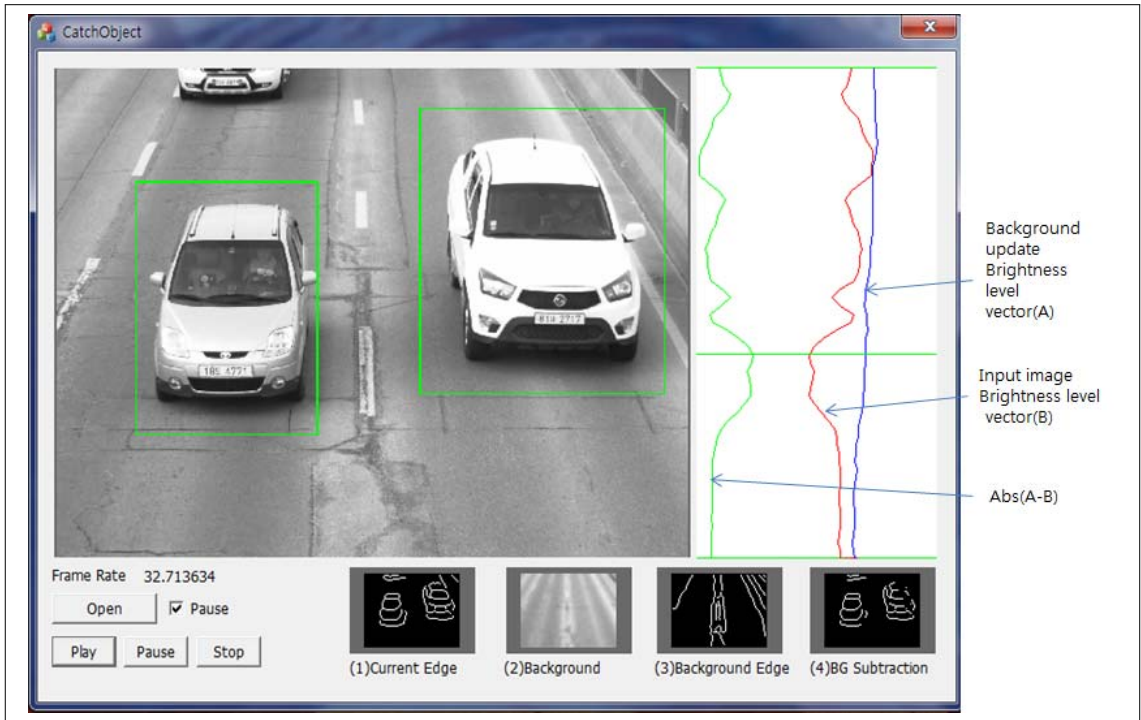 CatchObject
Background
update
Brightness
level
vector(A)
Input image
Brightness level
vector(B)
Abs(A-B)
Frame Rate 32.713634
Open
Pause
Play
Pause
Stop
(1)Current Edge
(2)Background
(3)Background Edge
(4)BG Subtraction